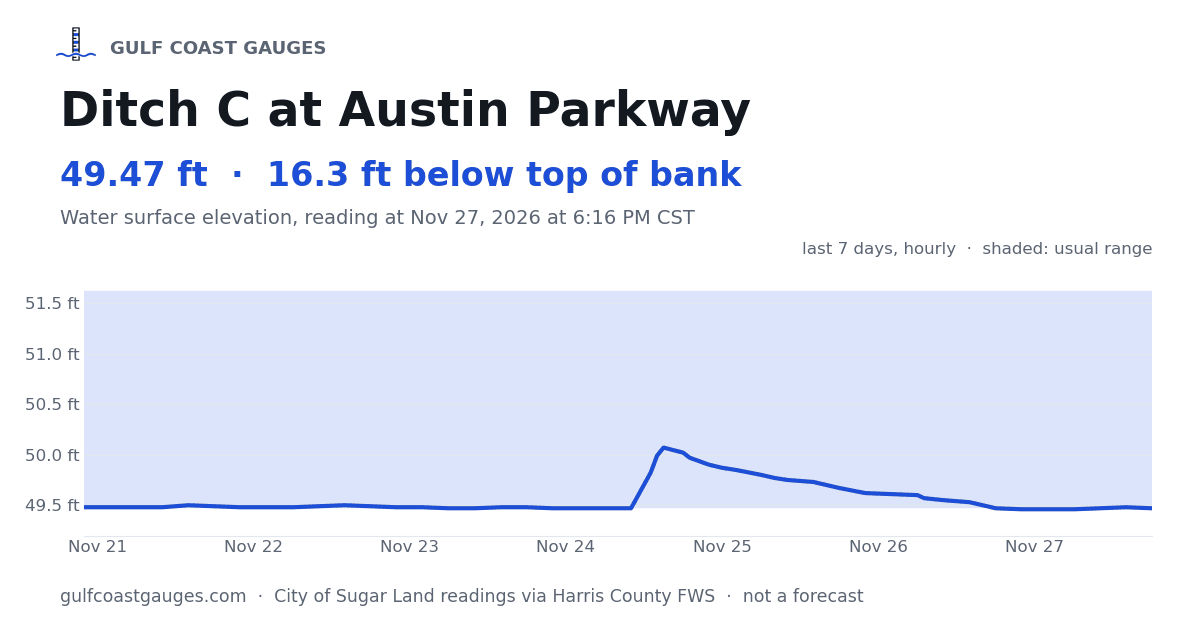 GULF COAST GAUGES
Ditch C at Austin Parkway
49.47 ft · 16.3 ft below top of bank
Water surface elevation, reading at Nov 27, 2026 at 6:16 PM CST
last 7 days, hourly · shaded: usual range
51.5 ft
51.0 ft
50.5 ft
50.0 ft
49.5 ft
Nov 21 Nov 22 Nov 23 Nov 24 Nov 25 Nov 26 Nov 27
gulfcoastgauges.com · City of Sugar Land readings via Harris County FWS · not a forecast